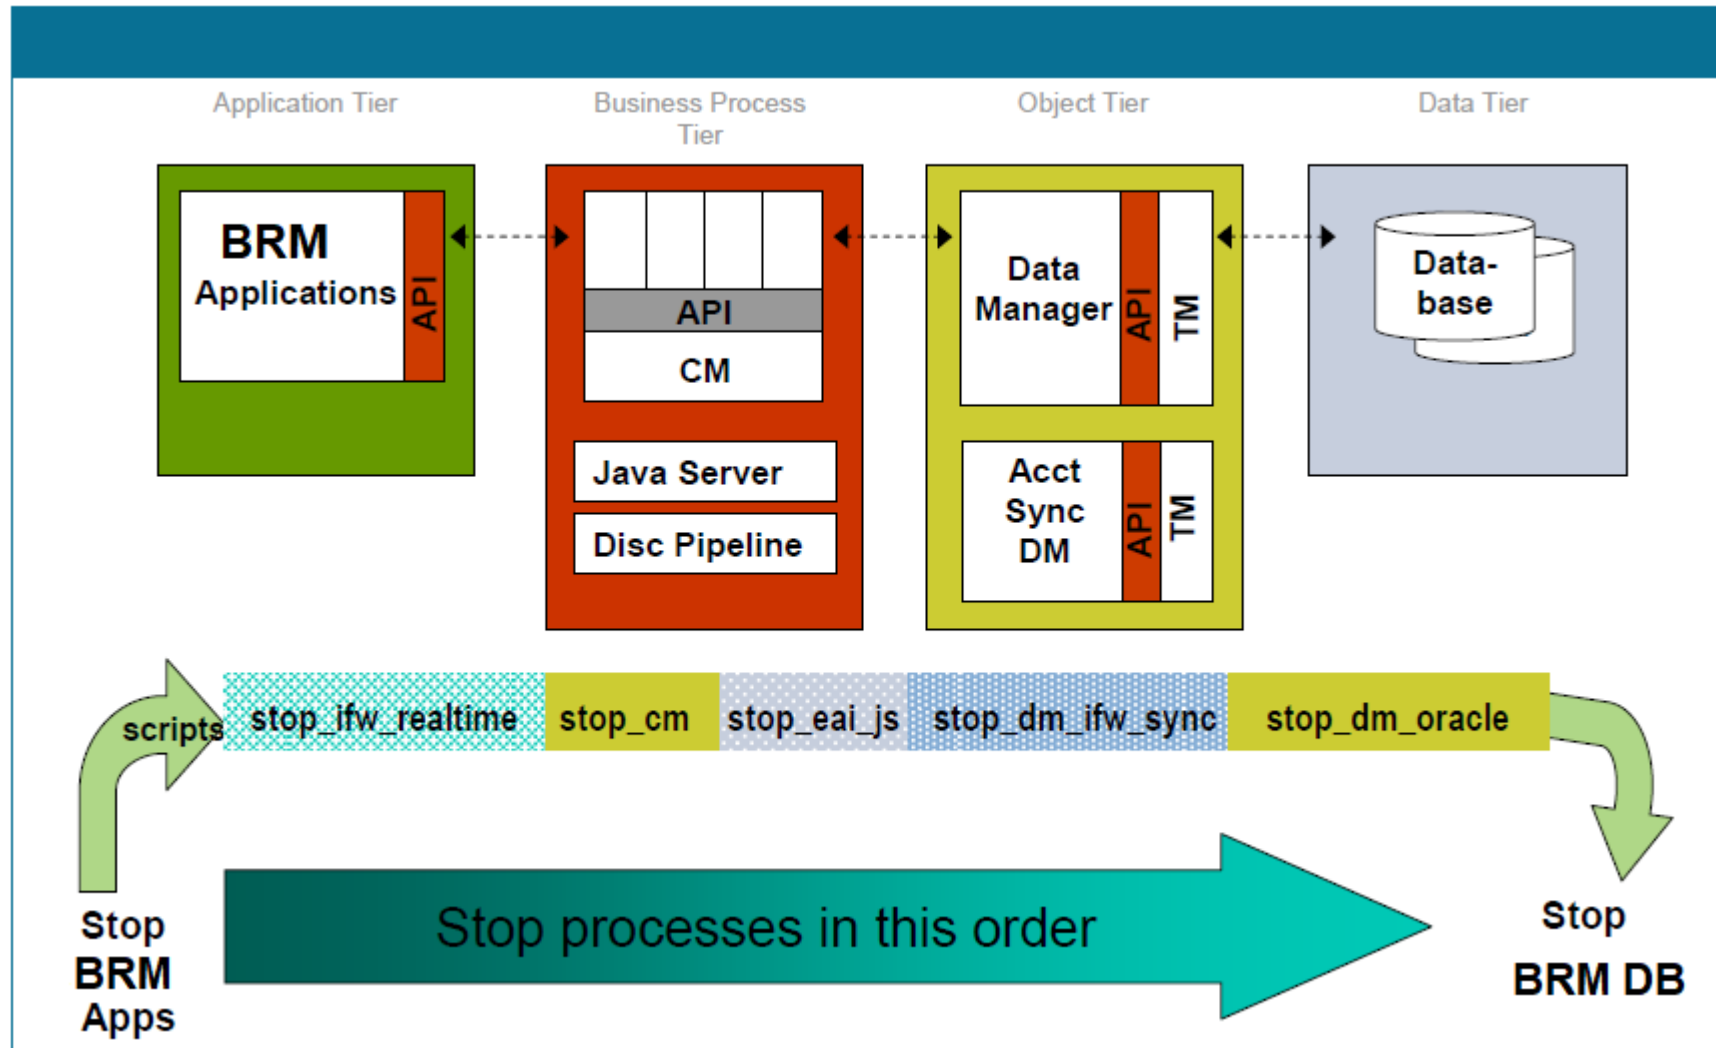 Application Tier
Business Process
Tier
Object Tier
Data Tier
BRM
Applications
API
API
CM
Java Server
Disc Pipeline
Data
Manager
API
TM
Acct
Sync
DM
API
TM
Data-
base
scripts
stop_ifw_realtime
stop_cm
stop_eai_js
stop_dm_ifw_sync
stop_dm_oracle
Stop processes in this order
Stop
BRM
Apps
Stop
BRM DB